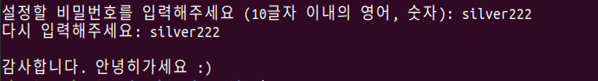 설정할 비밀번호를 입력해주세요 (10글자 이내의 영어, 숫자): silver222
다시 입력해주세요: silver222
감사합니다. 안녕히가세요 :)